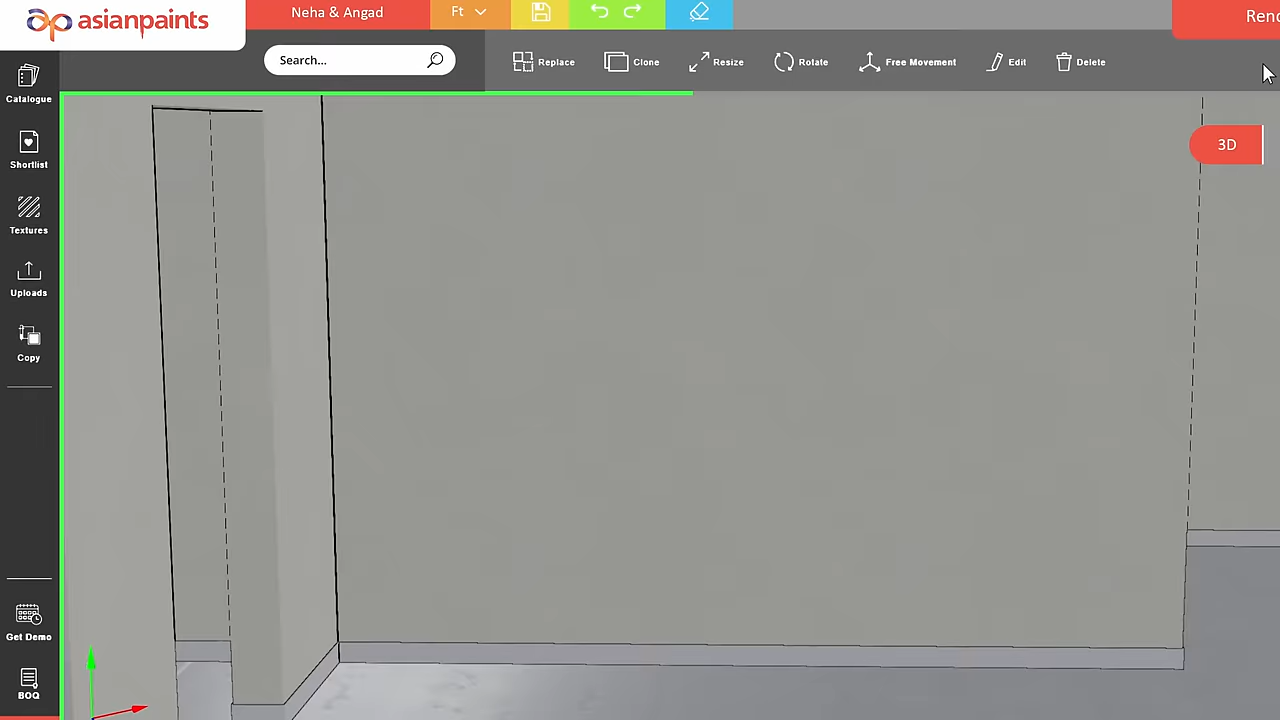 asianpaints
Neha & Angad
Ft
Search...
Replace
Clone
Resize
Rotate
Free Movement
Edit
Delete
Catalogue
Shortlist
Textures
Uploads
Copy
Get Demo
BOQ
3D